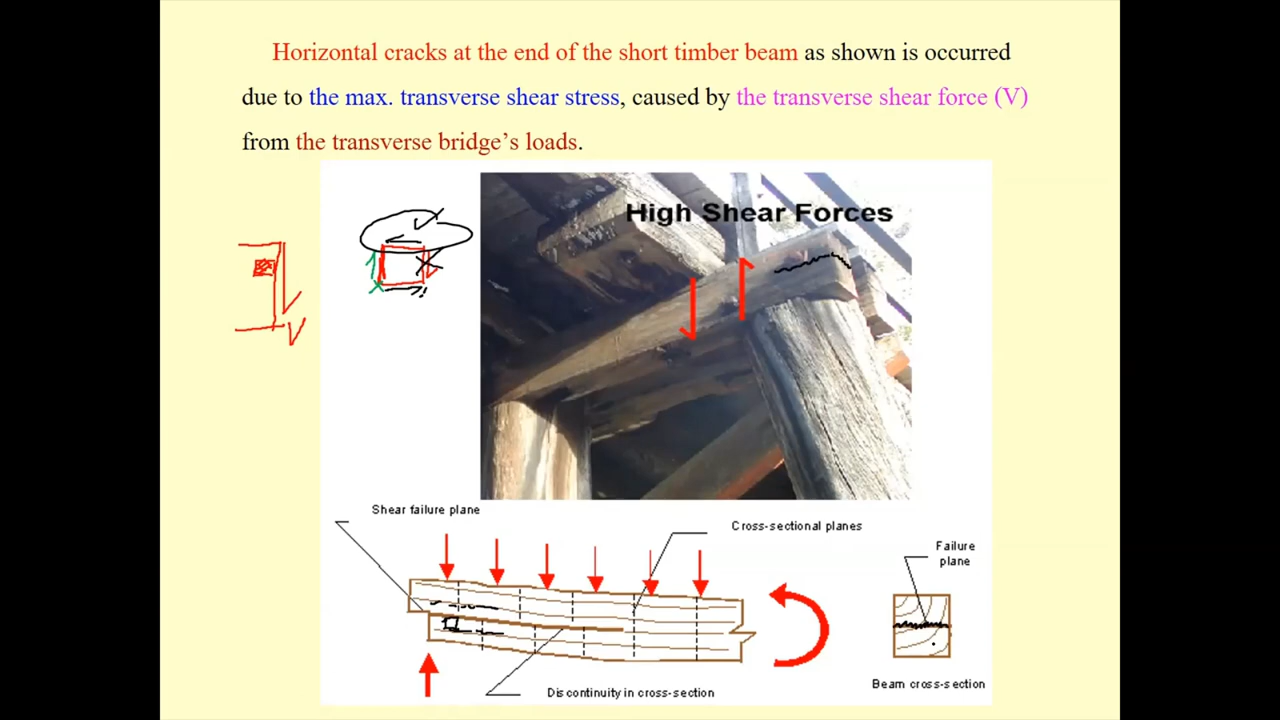 Horizontal cracks at the end of the short timber beam as shown is occurred
due to the max. transverse shear stress, caused by the transverse shear force (V)
from the transverse bridge's loads.
High Shear Forces
V
Shear failure plane
Cross-sectional planes
Failure
plane
Discontinuity in cross-section
Beam cross-section